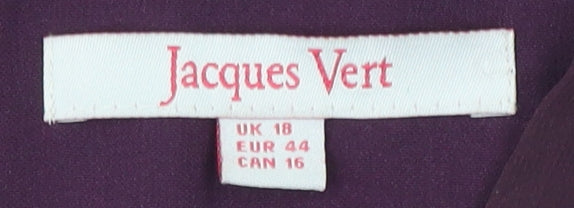 Jacques Vert
UK 18
EUR 44
CAN 16